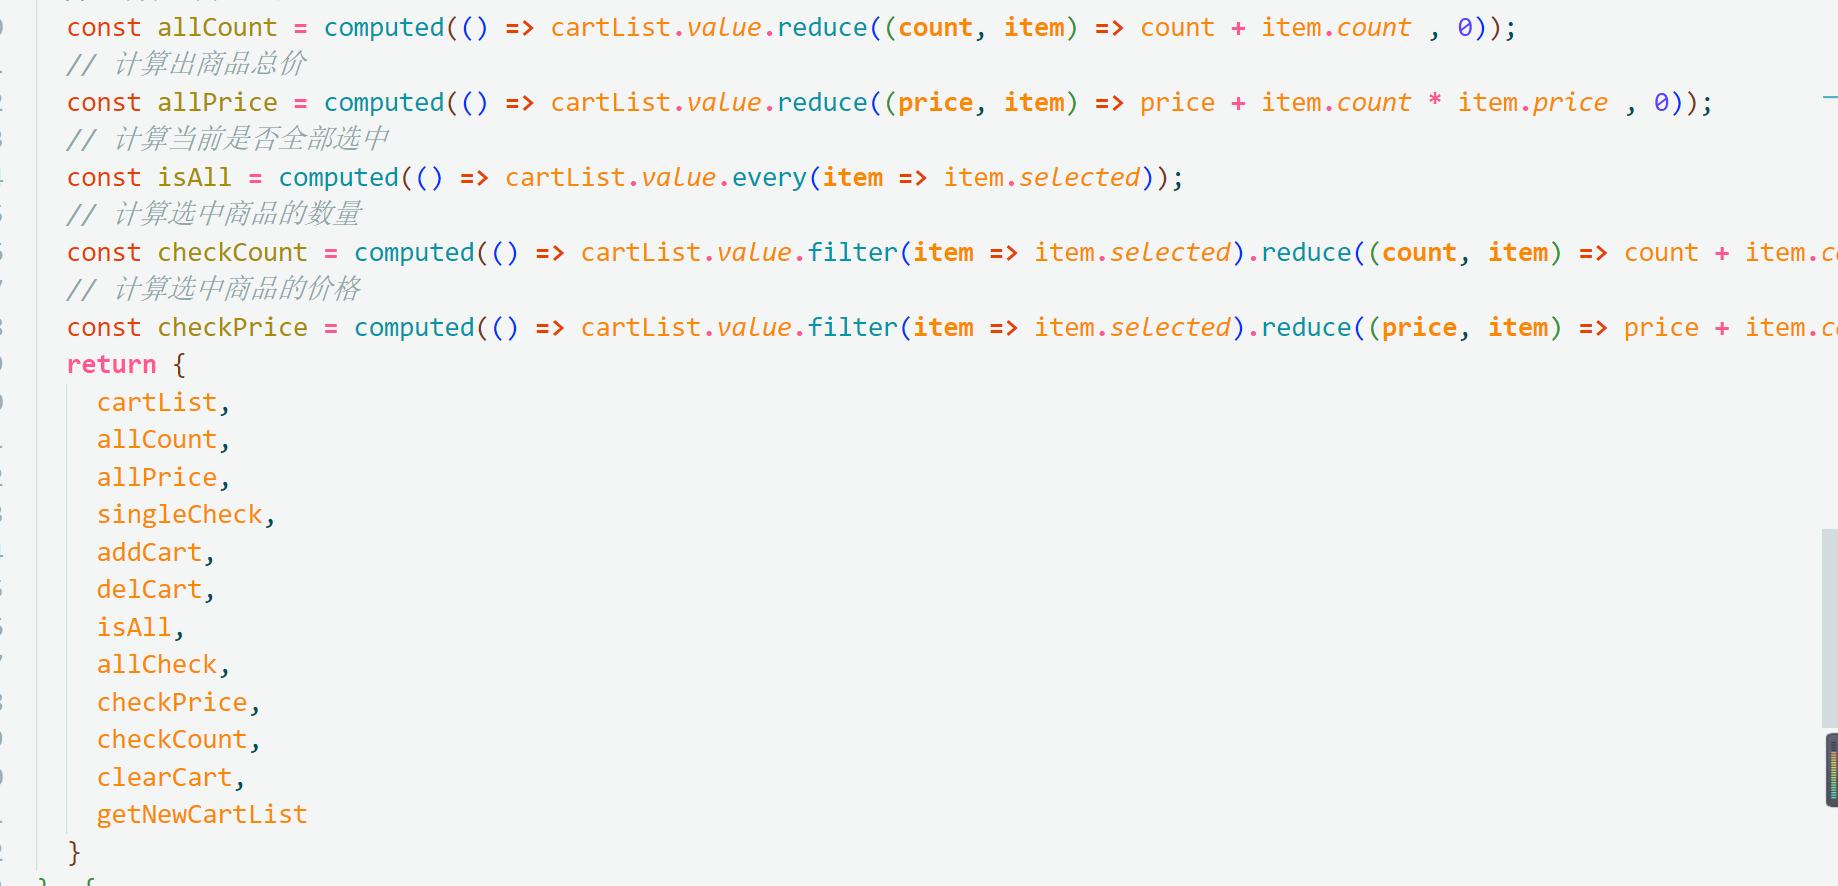 const allCount = computed(() => cartList.value.reduce((count, item) => count + item.count , 0));
// 计算出商品总价
const allPrice = computed(() => cartList.value.reduce((price, item) => price + item.count * item.price , 0));
// 计算当前是否全部选中
const isAll = computed(() => cartList.value.every(item => item.selected));
// 计算选中商品的数量
const checkCount = computed(() => cartList.value.filter(item => item.selected).reduce((count, item) => count + item.c
// 计算选中商品的价格
const checkPrice = computed(() => cartList.value.filter(item => item.selected).reduce((price, item) => price + item.c
return {
cartList,
allCount,
allPrice,
singleCheck,
addCart,
delCart,
isAll,
allCheck,
checkPrice,
checkCount,
clearCart,
getNewCartList
}